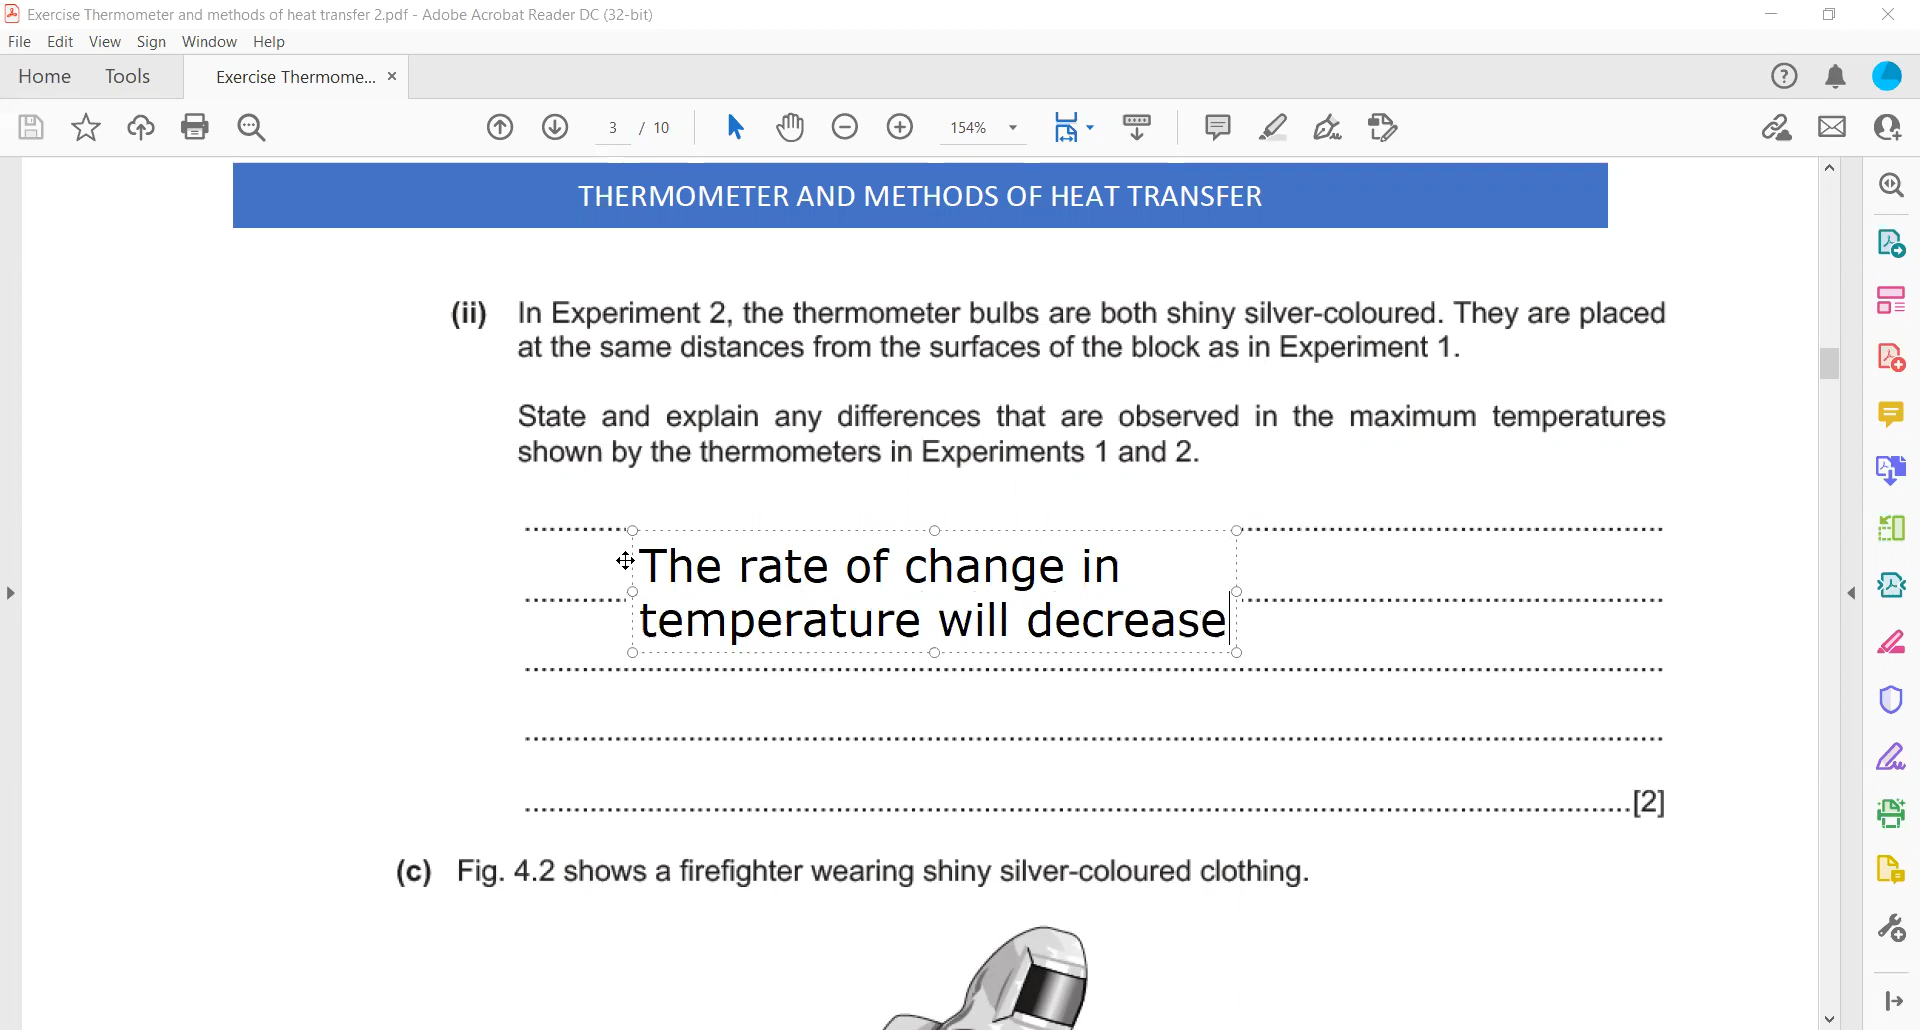 Exercise Thermometer and methods of heat transfer 2.pdf - Adobe Acrobat Reader DC (32-bit)
File Edit View Sign Window Help
Home Tools Exercise Thermome... ×
3 / 10 154%
THERMOMETER AND METHODS OF HEAT TRANSFER
(ii) In Experiment 2, the thermometer bulbs are both shiny silver-coloured. They are placed
at the same distances from the surfaces of the block as in Experiment 1.
State and explain any differences that are observed in the maximum temperatures
shown by the thermometers in Experiments 1 and 2.
The rate of change in
temperature will decrease
[2]
(c) Fig. 4.2 shows a firefighter wearing shiny silver-coloured clothing.